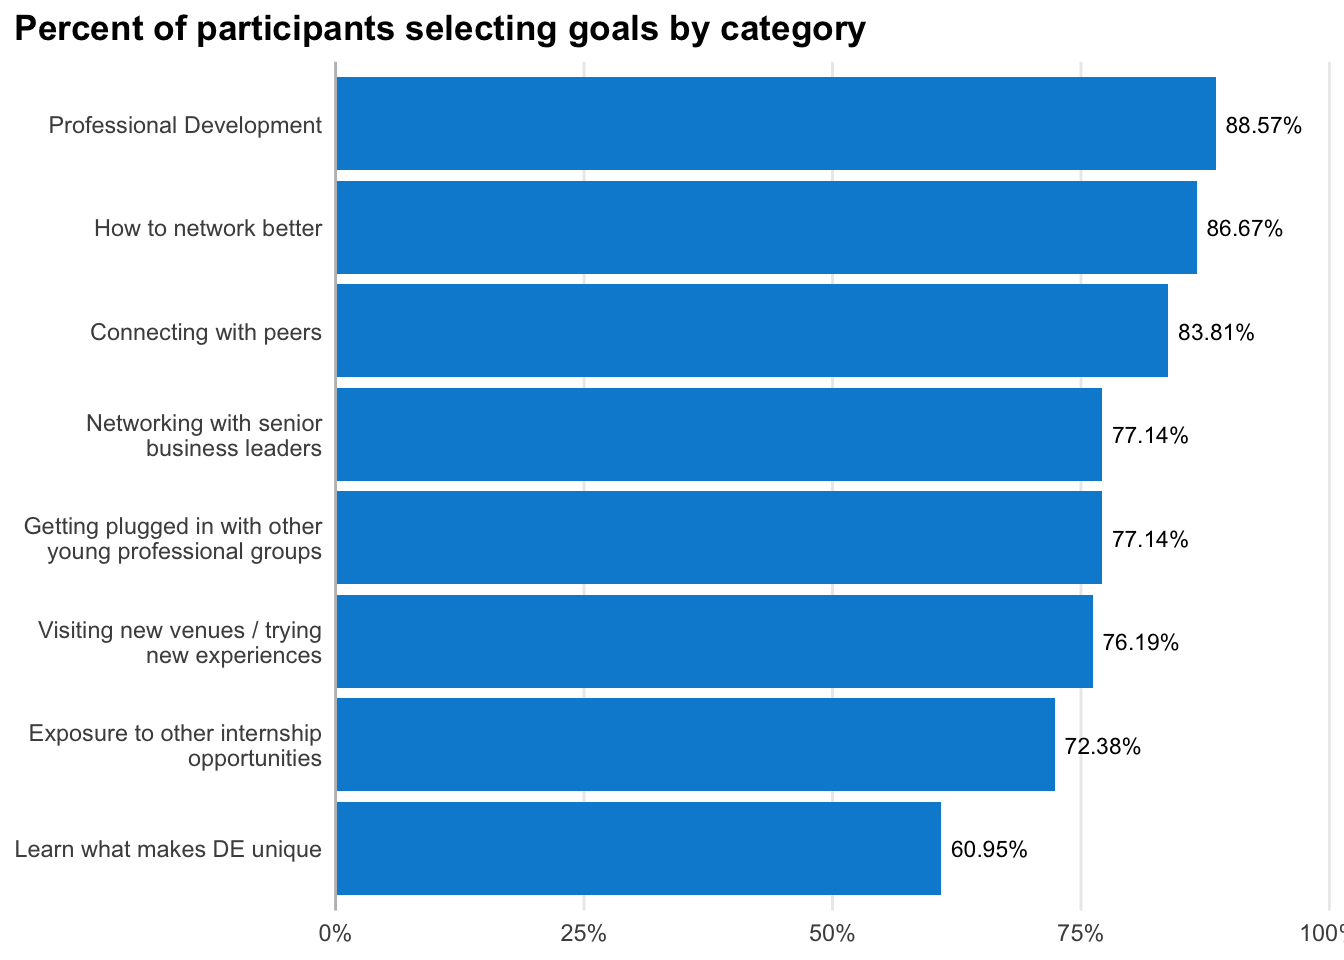 Percent of participants selecting goals by category
Professional Development
88.57%
How to network better
86.67%
Connecting with peers
83.81%
Networking with senior
business leaders
77.14%
Getting plugged in with other
young professional groups
77.14%
Visiting new venues / trying
new experiences
76.19%
Exposure to other internship
opportunities
72.38%
Learn what makes DE unique
60.95%
0% 25% 50% 75% 100%